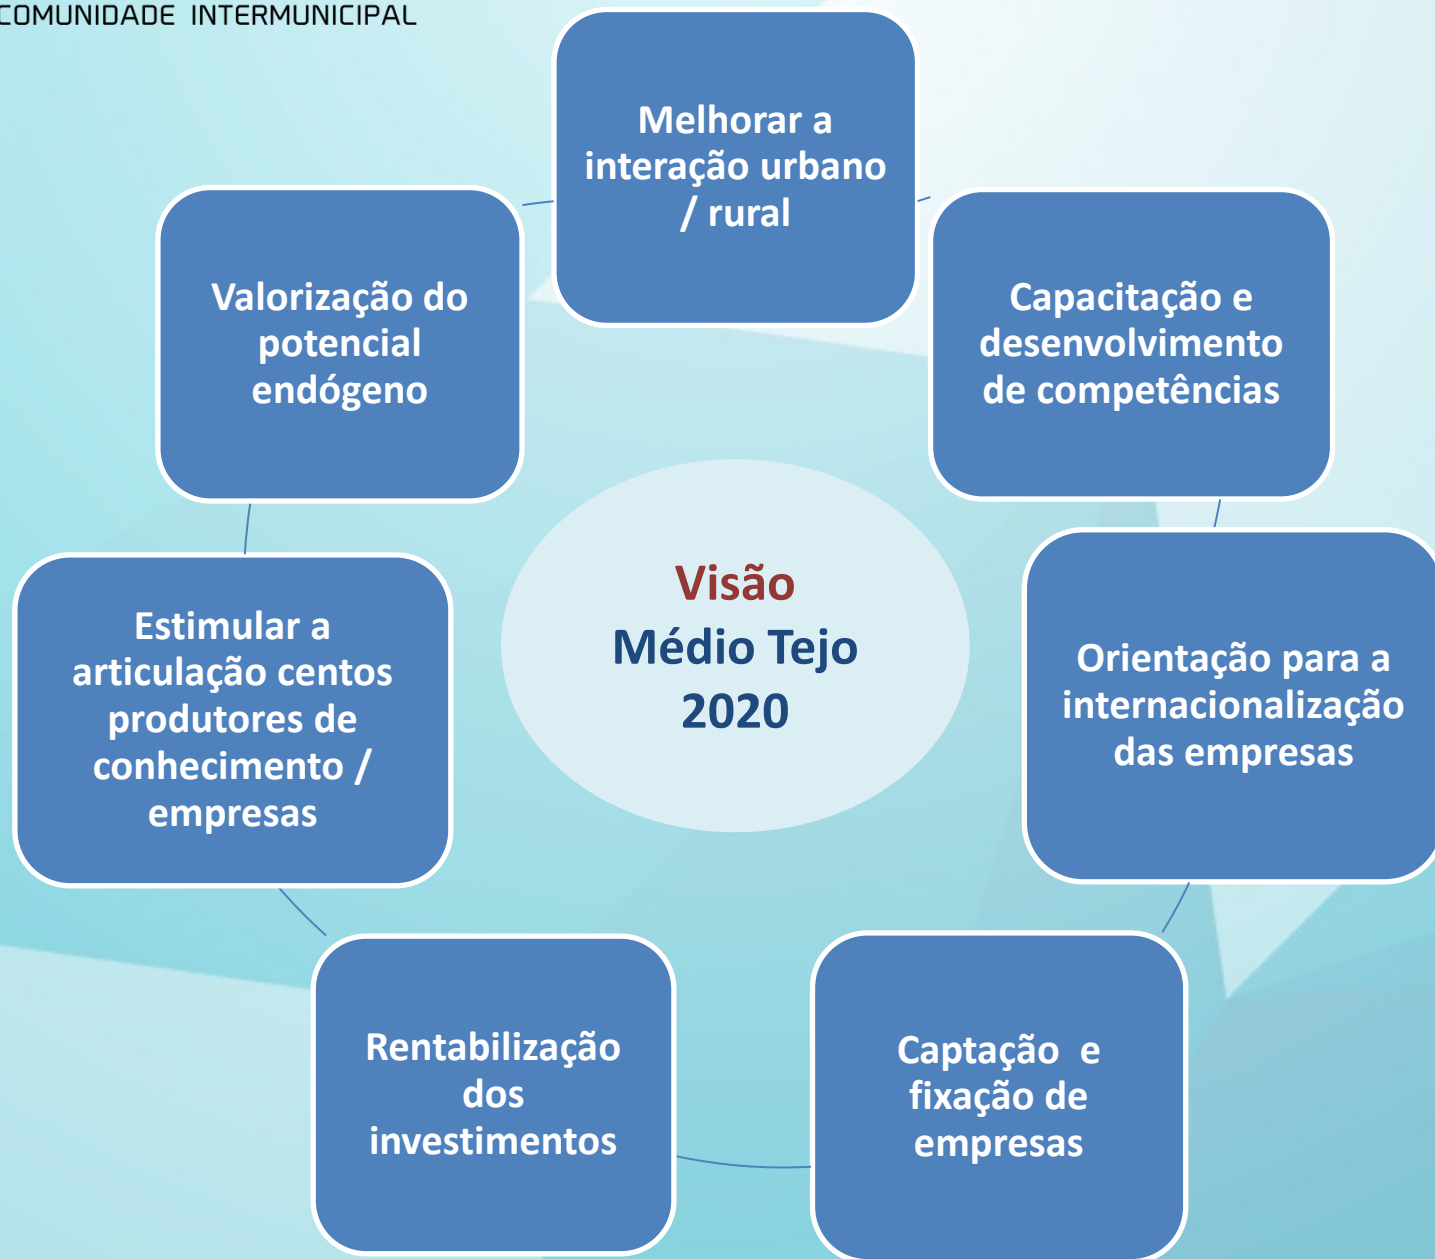 COMUNIDADE INTERMUNICIPAL
Melhorar a
interação urbano
/ rural
Capacitação e
desenvolvimento
de competências
Orientação para a
internacionalização
das empresas
Captação  e
fixação de
empresas
Rentabilização
dos
investimentos
Estimular a
articulação centos
produtores de
conhecimento /
empresas
Valorização do
potencial
endógeno
Visão
Médio Tejo
2020